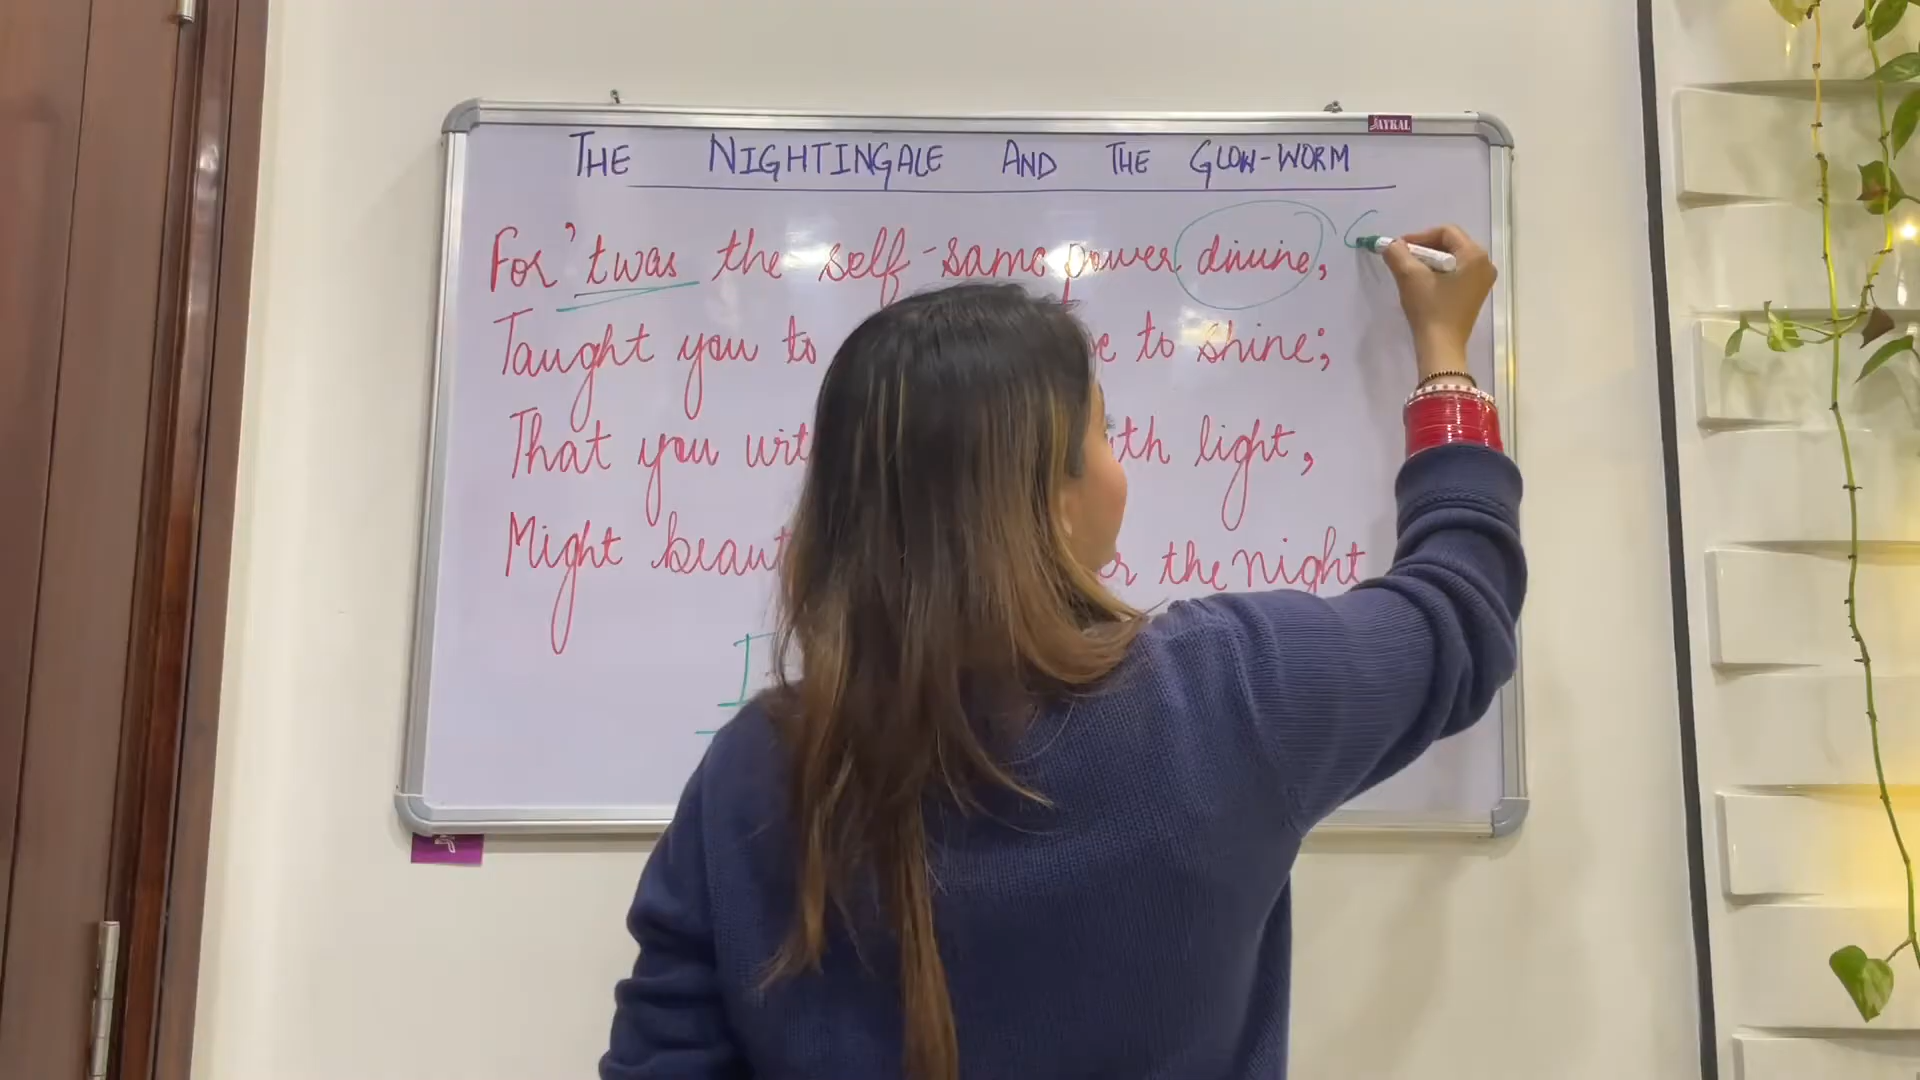 JAYKAL
THE NIGHTINGALE AND THE GLOW-WORM
For 'twas the self-same power divine,
Taught you to to shine;
That you light,
Might the night